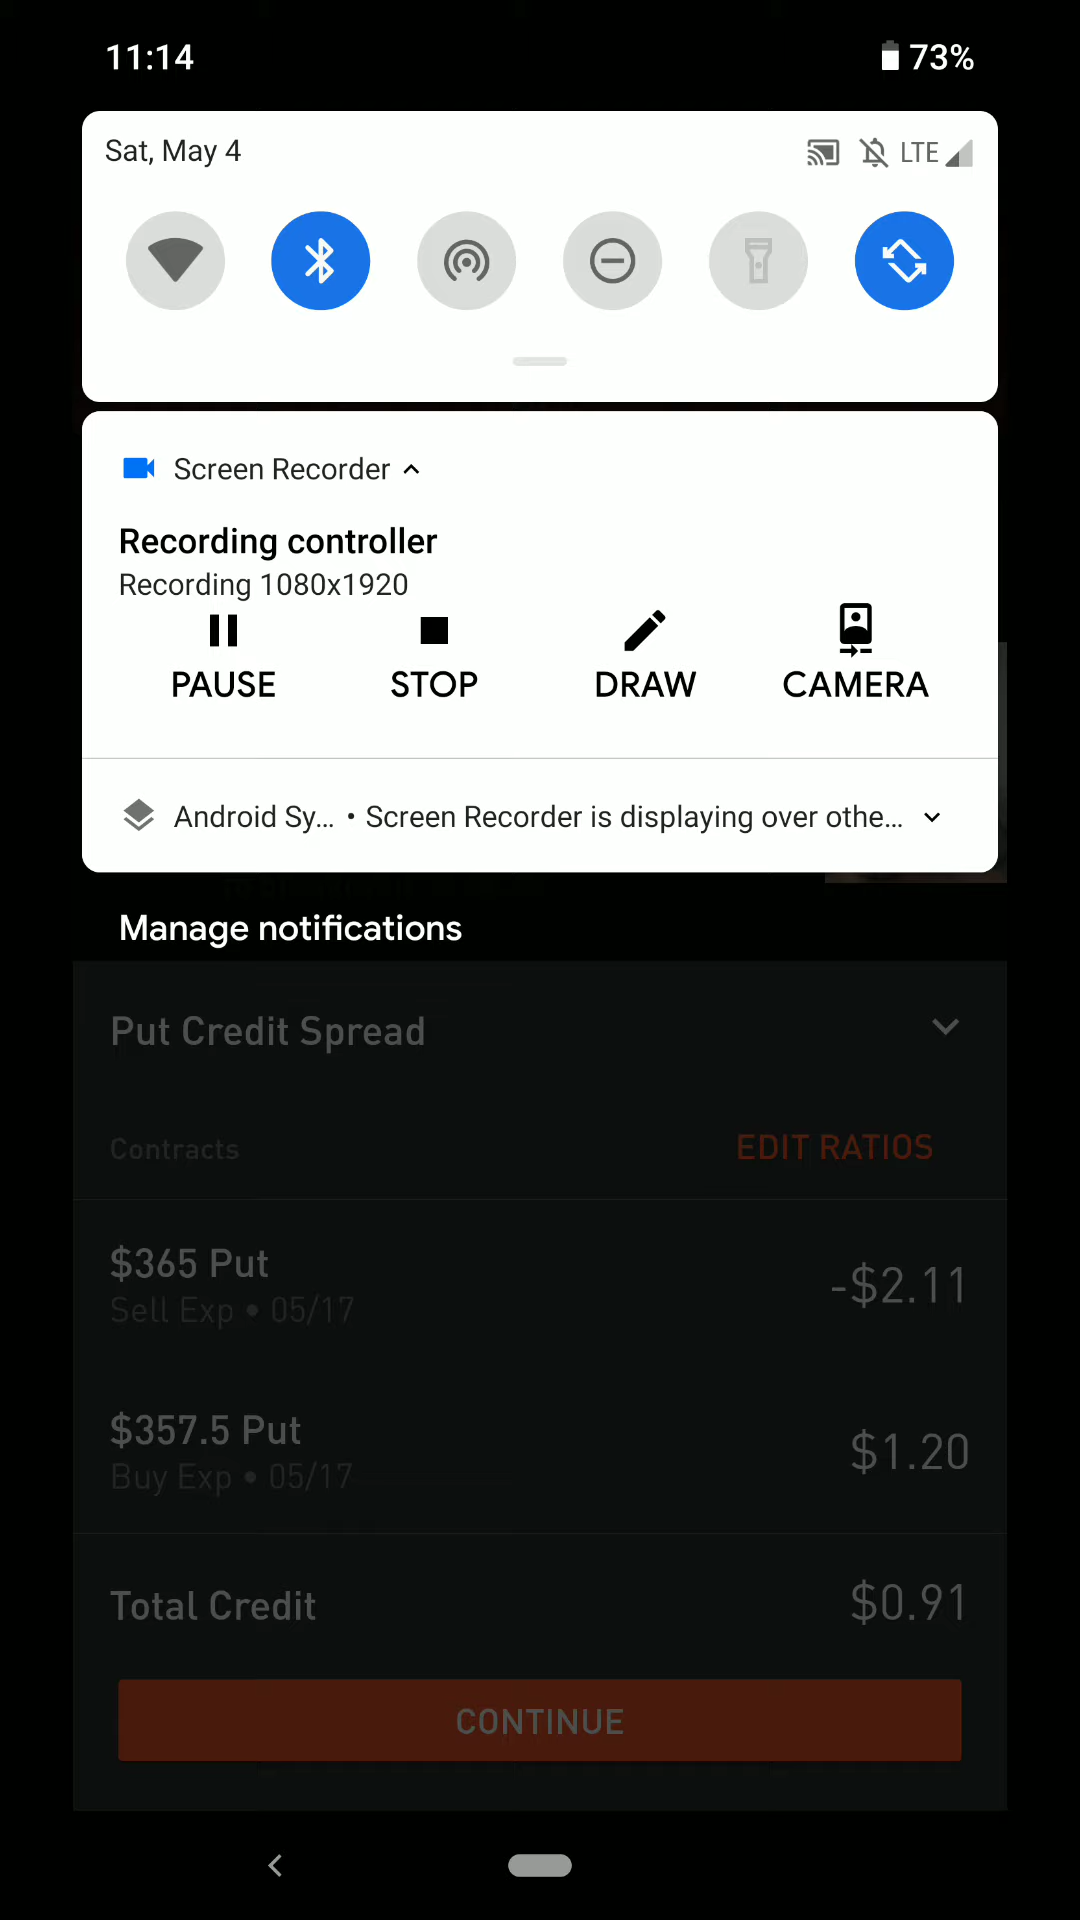 11:14
73%
Sat, May 4
LTE
Screen Recorder
Recording controller
Recording 1080x1920
PAUSE STOP DRAW CAMERA
Android Sy... • Screen Recorder is displaying over othe...
Manage notifications
Put Credit Spread
Contracts
EDIT RATIOS
$365 Put
-$2.11
Sell Exp • 05/17
$357.5 Put
$1.20
Buy Exp • 05/17
Total Credit
$0.91
CONTINUE